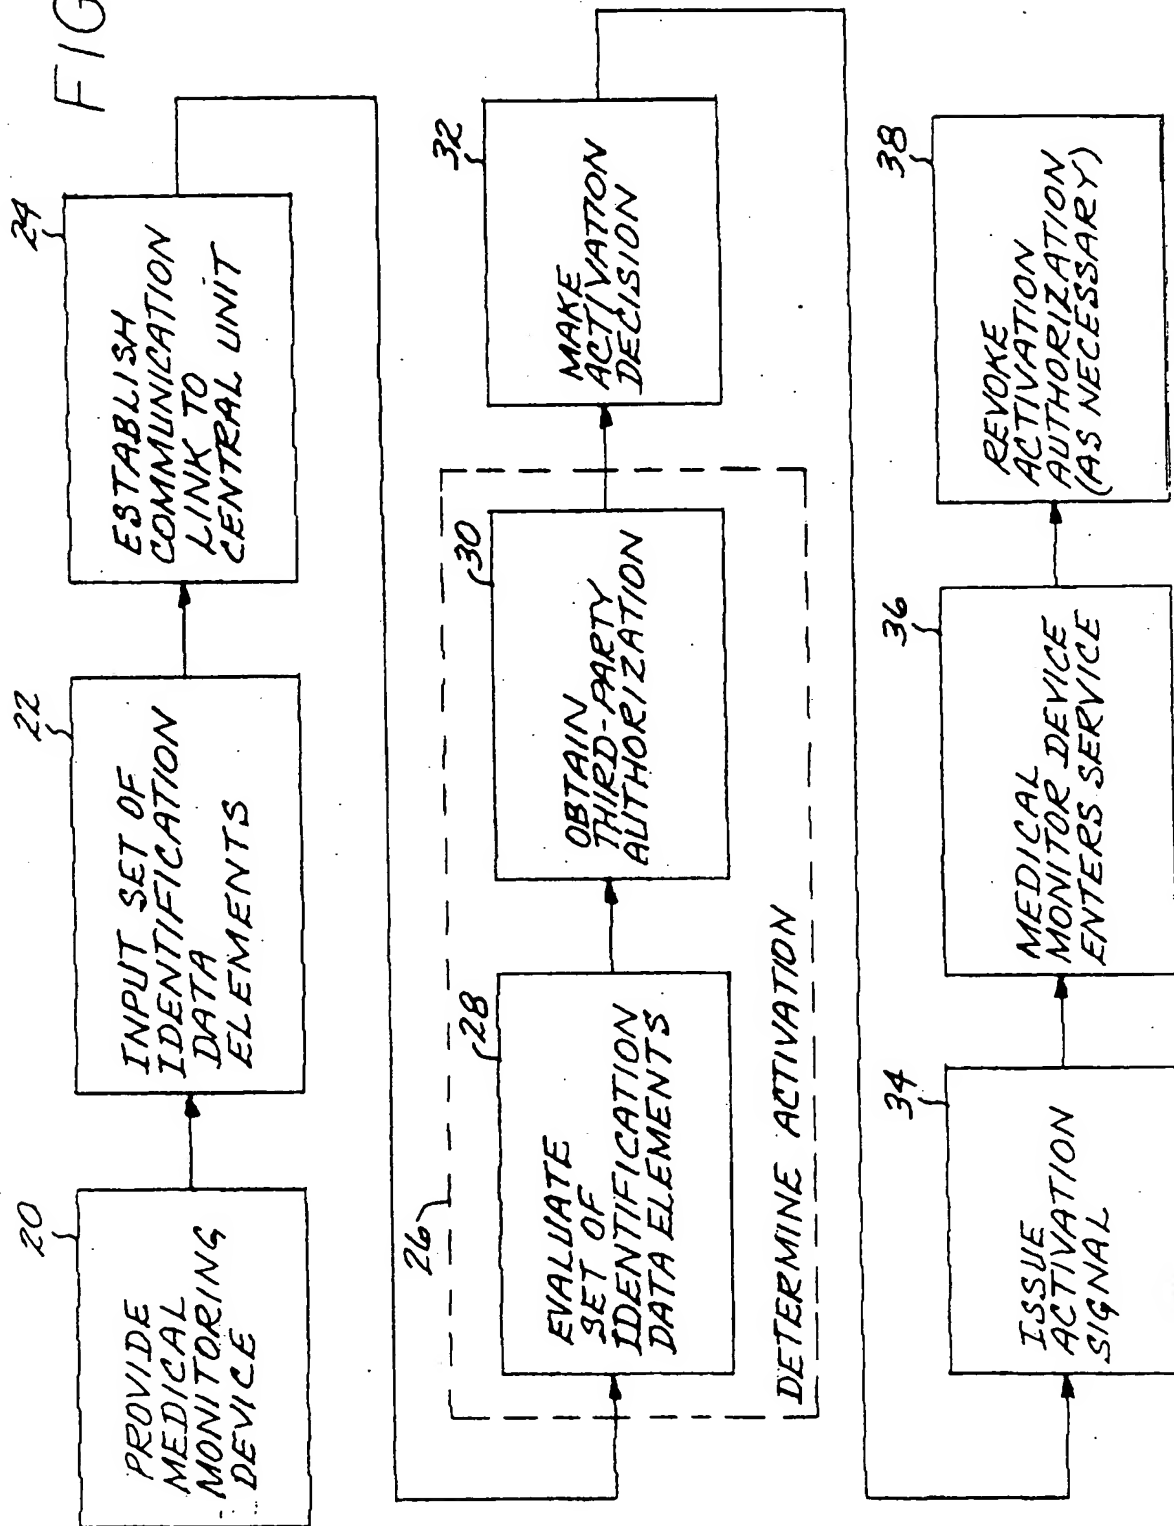 FIG
20
PROVIDE
MEDICAL
MONITORING
DEVICE
22
INPUT SET OF
IDENTIFICATION
DATA
ELEMENTS
24
ESTABLISH
COMMUNICATION
LINK TO
CENTRAL UNIT
26
28
EVALUATE
SET OF
IDENTIFICATION
DATA ELEMENTS
30
OBTAIN
THIRD-PARTY
AUTHORIZATION
DETERMINE ACTIVATION
32
MAKE
ACTIVATION
DECISION
34
ISSUE
ACTIVATION
SIGNAL
36
MEDICAL
MONITOR DEVICE
ENTERS SERVICE
38
REVOKE
ACTIVATION
AUTHORIZATION
(AS NECESSARY)